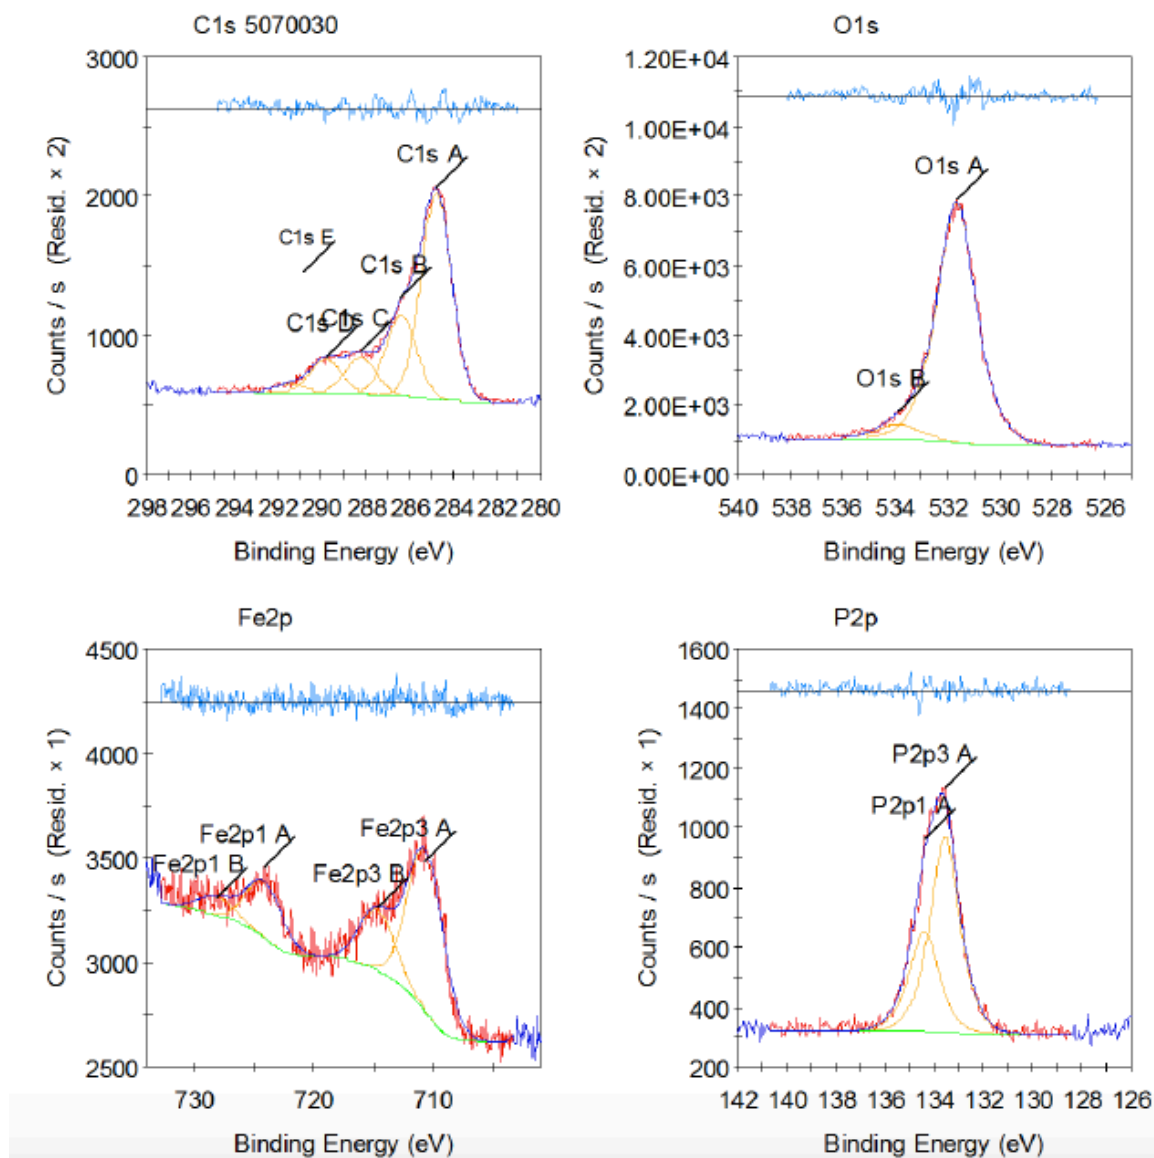 C1s 5070030
O1s
3000
2000
1000
0
Counts / s (Resid. × 2)
C1s A
C1s E
C1s B
C1s D
C1s C
298 296 294 292 290 288 286 284 282 280
Binding Energy (eV)
1.20E+04
1.00E+04
8.00E+03
6.00E+03
4.00E+03
2.00E+03
0.00E+00
Counts / s (Resid. × 2)
O1s A
O1s B
540 538 536 534 532 530 528 526
Binding Energy (eV)
Fe2p
P2p
4500
4000
3500
3000
2500
Counts / s (Resid. × 1)
Fe2p1 A
Fe2p3 A
Fe2p1 B
Fe2p3 B
730 720 710
Binding Energy (eV)
1600
1400
1200
1000
800
600
400
200
Counts / s (Resid. × 1)
P2p3 A
P2p1 A
142 140 138 136 134 132 130 128 126
Binding Energy (eV)